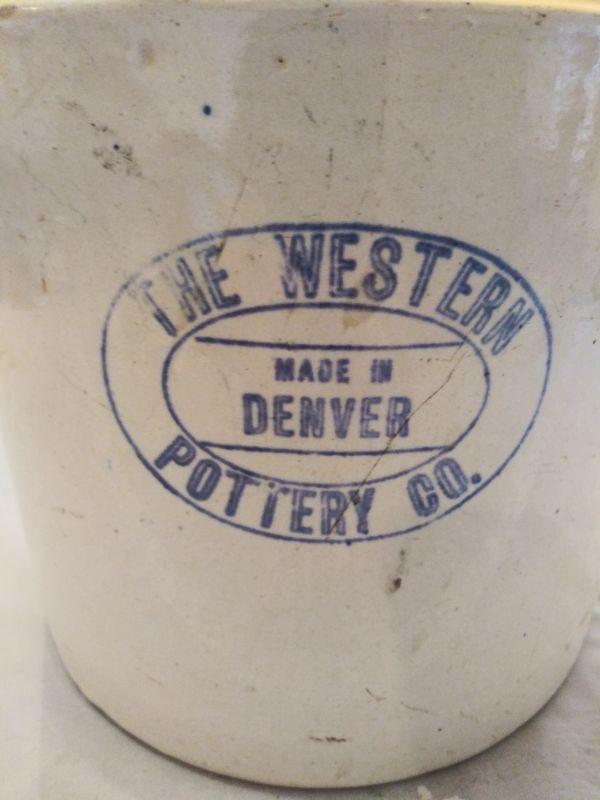 THE WESTERN
MADE IN
DENVER
POTTERY CO.